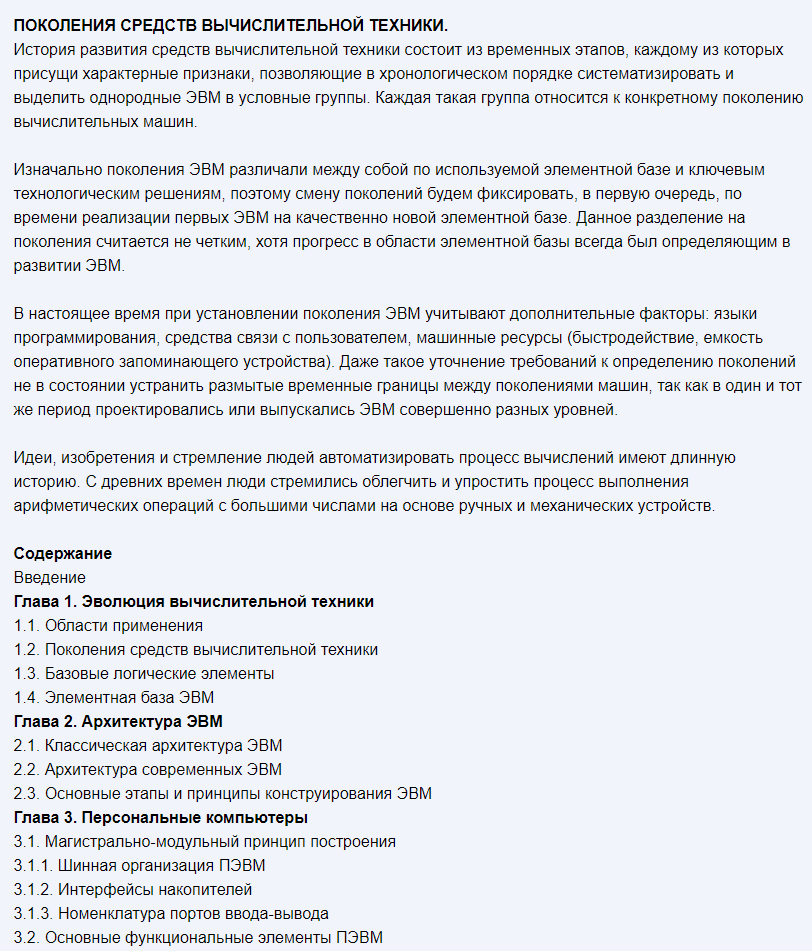 ПОКОЛЕНИЯ СРЕДСТВ ВЫЧИСЛИТЕЛЬНОЙ ТЕХНИКИ.
История развития средств вычислительной техники состоит из временных этапов, каждому из которых
присущи характерные признаки, позволяющие в хронологическом порядке систематизировать и
выделить однородные ЭВМ в условные группы. Каждая такая группа относится к конкретному поколению
вычислительных машин.
Изначально поколения ЭВМ различали между собой по используемой элементной базе и ключевым
технологическим решениям, поэтому смену поколений будем фиксировать, в первую очередь, по
времени реализации первых ЭВМ на качественно новой элементной базе. Данное разделение на
поколения считается не четким, хотя прогресс в области элементной базы всегда был определяющим в
развитии ЭВМ.
В настоящее время при установлении поколения ЭВМ учитывают дополнительные факторы: языки
программирования, средства связи с пользователем, машинные ресурсы (быстродействие, емкость
оперативного запоминающего устройства). Даже такое уточнение требований к определению поколений
не в состоянии устранить размытые временные границы между поколениями машин, так как в один и тот
же период проектировались или выпускались ЭВМ совершенно разных уровней.
Идеи, изобретения и стремление людей автоматизировать процесс вычислений имеют длинную
историю. С древних времен люди стремились облегчить и упростить процесс выполнения
арифметических операций с большими числами на основе ручных и механических устройств.
Содержание
Введение
Глава 1. Эволюция вычислительной техники
1.1. Области применения
1.2. Поколения средств вычислительной техники
1.3. Базовые логические элементы
1.4. Элементная база ЭВМ
Глава 2. Архитектура ЭВМ
2.1. Классическая архитектура ЭВМ
2.2. Архитектура современных ЭВМ
2.3. Основные этапы и принципы конструирования ЭВМ
Глава 3. Персональные компьютеры
3.1. Магистрально-модульный принцип построения
3.1.1. Шинная организация ПЭВМ
3.1.2. Интерфейсы накопителей
3.1.3. Номенклатура портов ввода-вывода
3.2. Основные функциональные элементы ПЭВМ